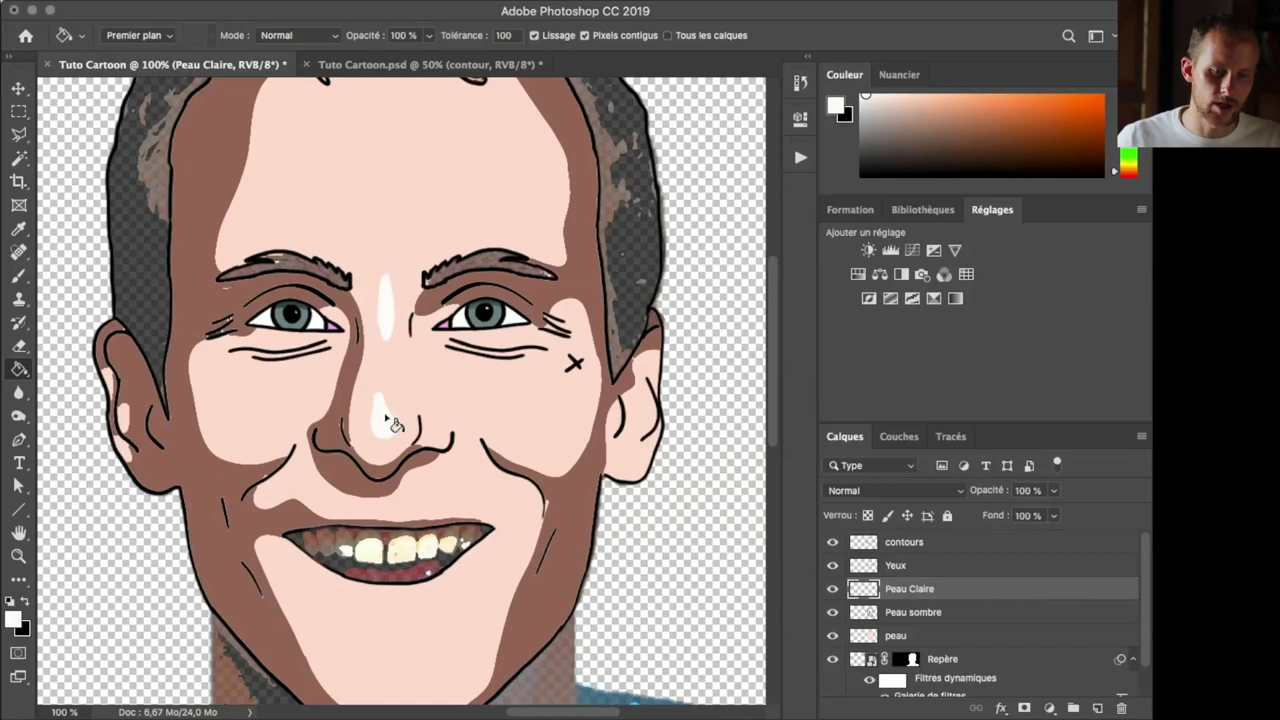 Adobe Photoshop CC 2019
Premier plan Mode : Normal Opacité : 100 % Tolérance : 100 Lissage Pixels contigus Tous les calques
Tuto Cartoon @ 100% (Peau Claire, RVB/8*) * Tuto Cartoon.psd @ 50% (contour, RVB/8*) *
Couleur Nuancier
Formation Bibliothèques Réglages
Ajouter un réglage
Calques Couches Tracés
Type
Normal Opacité : 100 %
Verrou : Fond : 100 %
contours
Yeux
Peau Claire
Peau sombre
peau
Repère
Filtres dynamiques
Galerie de filtres
100 % Doc : 6,67 Mo/24,0 Mo